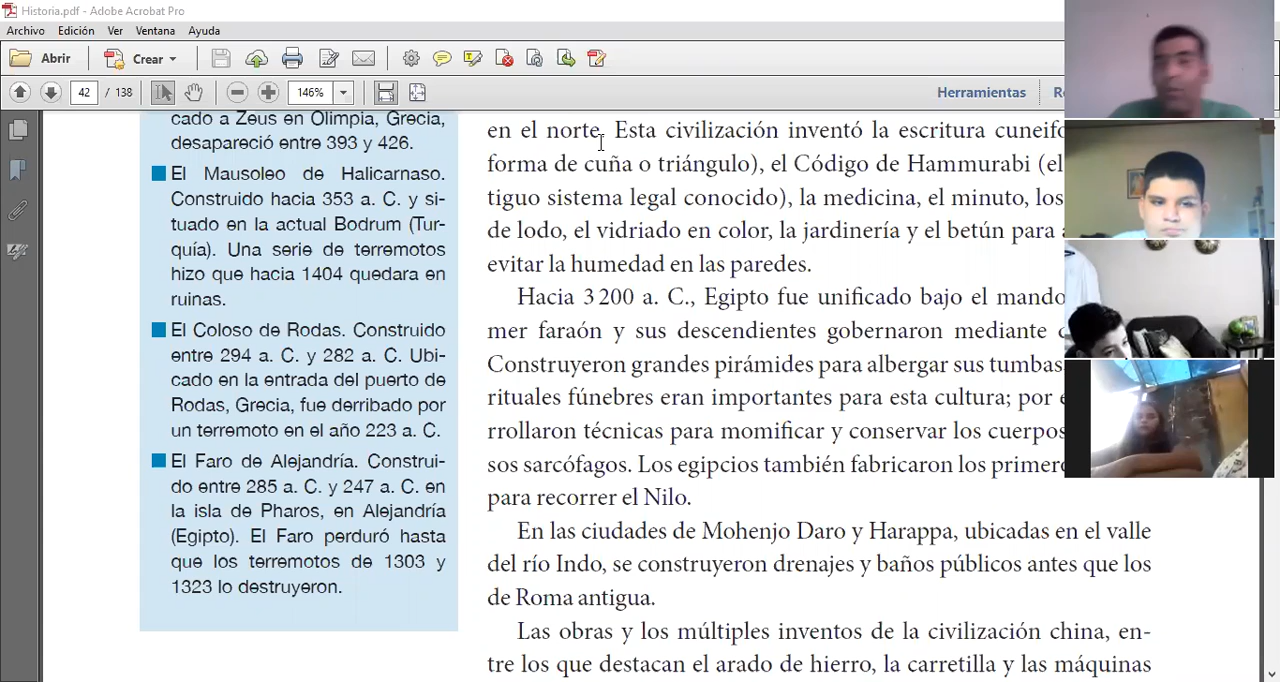 Historia.pdf - Adobe Acrobat Pro
Archivo Edición Ver Ventana Ayuda
Abrir Crear
42 / 138 146% Herramientas
cado a Zeus en Olimpia, Grecia,
desapareció entre 393 y 426.
El Mausoleo de Halicarnaso.
Construido hacia 353 a. C. y si-
tuado en la actual Bodrum (Tur-
quía). Una serie de terremotos
hizo que hacia 1404 quedara en
ruinas.
El Coloso de Rodas. Construido
entre 294 a. C. y 282 a. C. Ubi-
cado en la entrada del puerto de
Rodas, Grecia, fue derribado por
un terremoto en el año 223 a. C.
El Faro de Alejandría. Construi-
do entre 285 a. C. y 247 a. C. en
la isla de Pharos, en Alejandría
(Egipto). El Faro perduró hasta
que los terremotos de 1303 y
1323 lo destruyeron.
en el norte. Esta civilización inventó la escritura cuneifo
forma de cuña o triángulo), el Código de Hammurabi (el
tiguo sistema legal conocido), la medicina, el minuto, los
de lodo, el vidriado en color, la jardinería y el betún para
evitar la humedad en las paredes.
Hacia 3 200 a. C., Egipto fue unificado bajo el mando
mer faraón y sus descendientes gobernaron mediante
Construyeron grandes pirámides para albergar sus tumbas
rituales fúnebres eran importantes para esta cultura; por
rrollaron técnicas para momificar y conservar los cuerpos
sos sarcófagos. Los egipcios también fabricaron los primero
para recorrer el Nilo.
En las ciudades de Mohenjo Daro y Harappa, ubicadas en el valle
del río Indo, se construyeron drenajes y baños públicos antes que los
de Roma antigua.
Las obras y los múltiples inventos de la civilización china, en-
tre los que destacan el arado de hierro, la carretilla y las máquinas